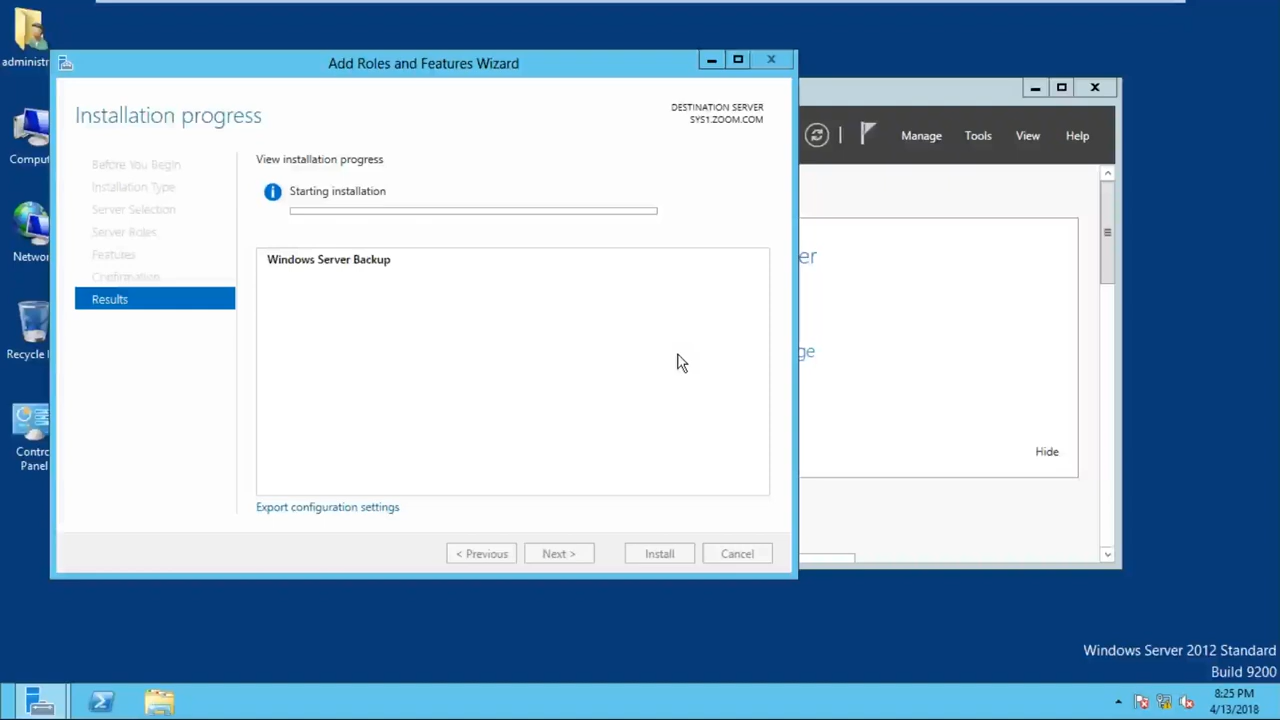 administr
Comput
Networ
Recycle
Contro
Panel
Add Roles and Features Wizard
Installation progress
DESTINATION SERVER
SYS1.ZOOM.COM
Before You Begin
Installation Type
Server Selection
Server Roles
Features
Confirmation
Results
View installation progress
Starting installation
Windows Server Backup
Export configuration settings
< Previous
Next >
Install
Cancel
Manage
Tools
View
Help
er
ge
Hide
Windows Server 2012 Standard
Build 9200
8:25 PM
4/13/2018